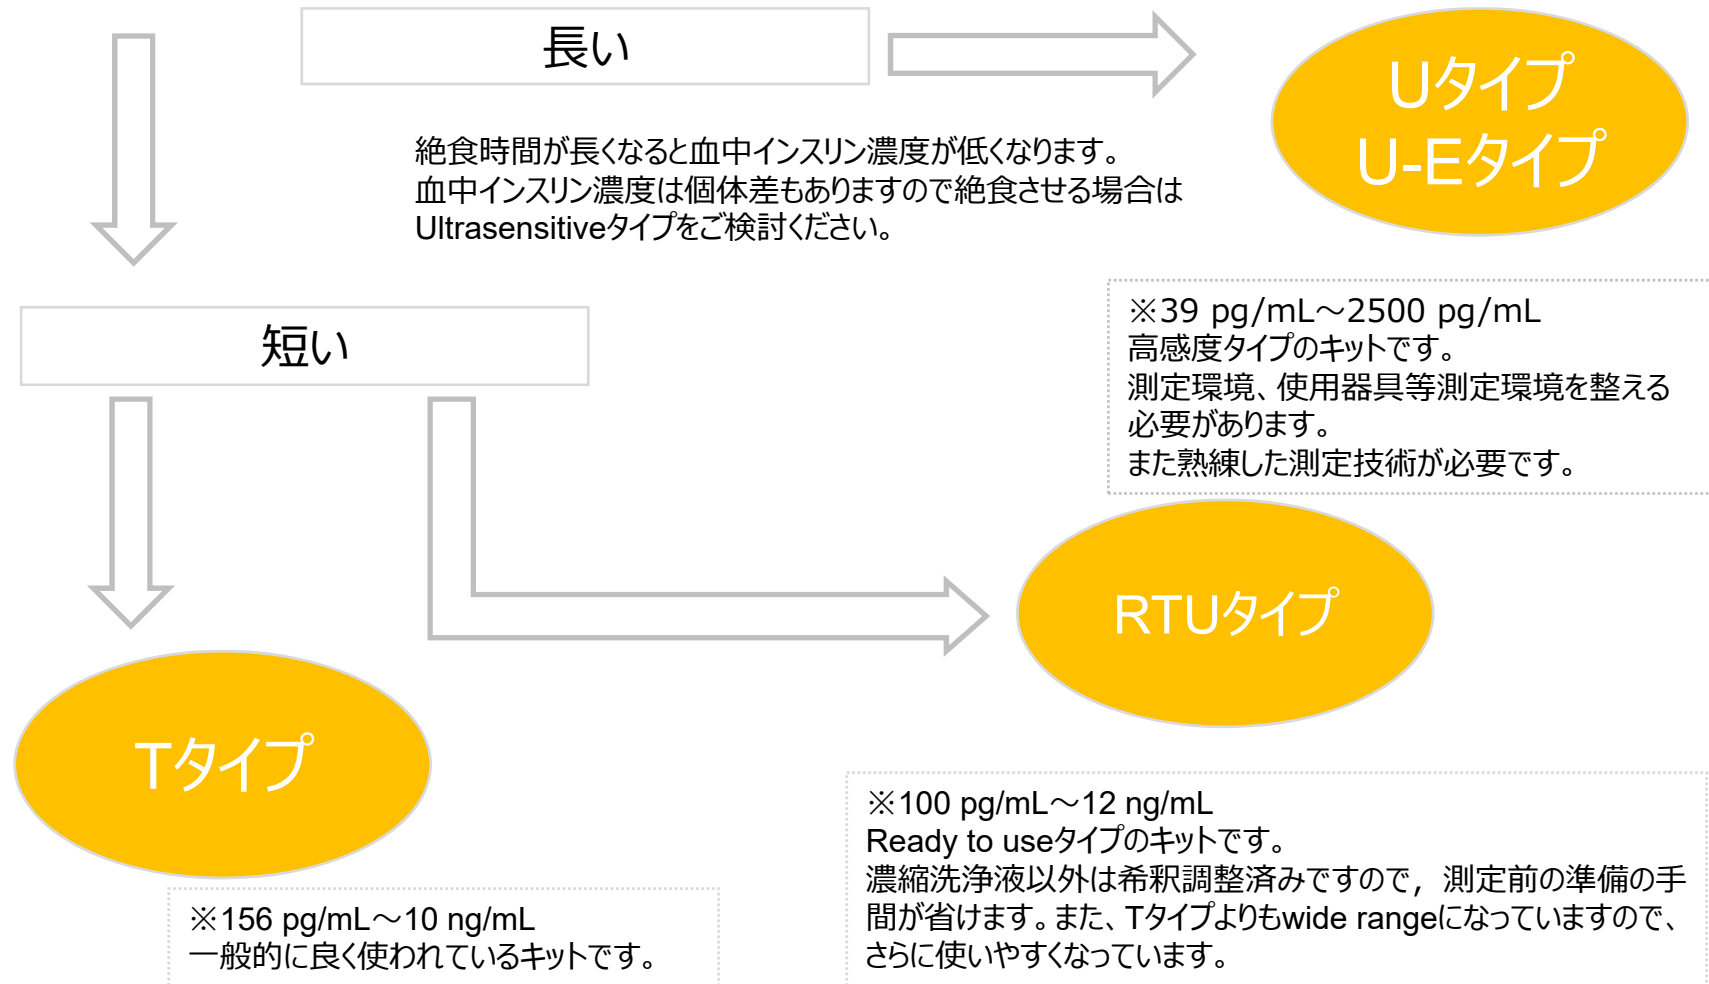 長い
Uタイプ
U-Eタイプ
絶食時間が長くなると血中インスリン濃度が低くなります。
血中インスリン濃度は個体差もありますので絶食させる場合は
Ultrasensitiveタイプをご検討ください。
短い
※39 pg/mL～2500 pg/mL
高感度タイプのキットです。
測定環境、使用器具等測定環境を整える
必要があります。
また熟練した測定技術が必要です。
RTUタイプ
Tタイプ
※100 pg/mL～12 ng/mL
Ready to useタイプのキットです。
濃縮洗浄液以外は希釈調整済みですので，測定前の準備の手
間が省けます。また、Tタイプよりもwide rangeになっていますので、
さらに使いやすくなっています。
※156 pg/mL～10 ng/mL
一般的に良く使われているキットです。